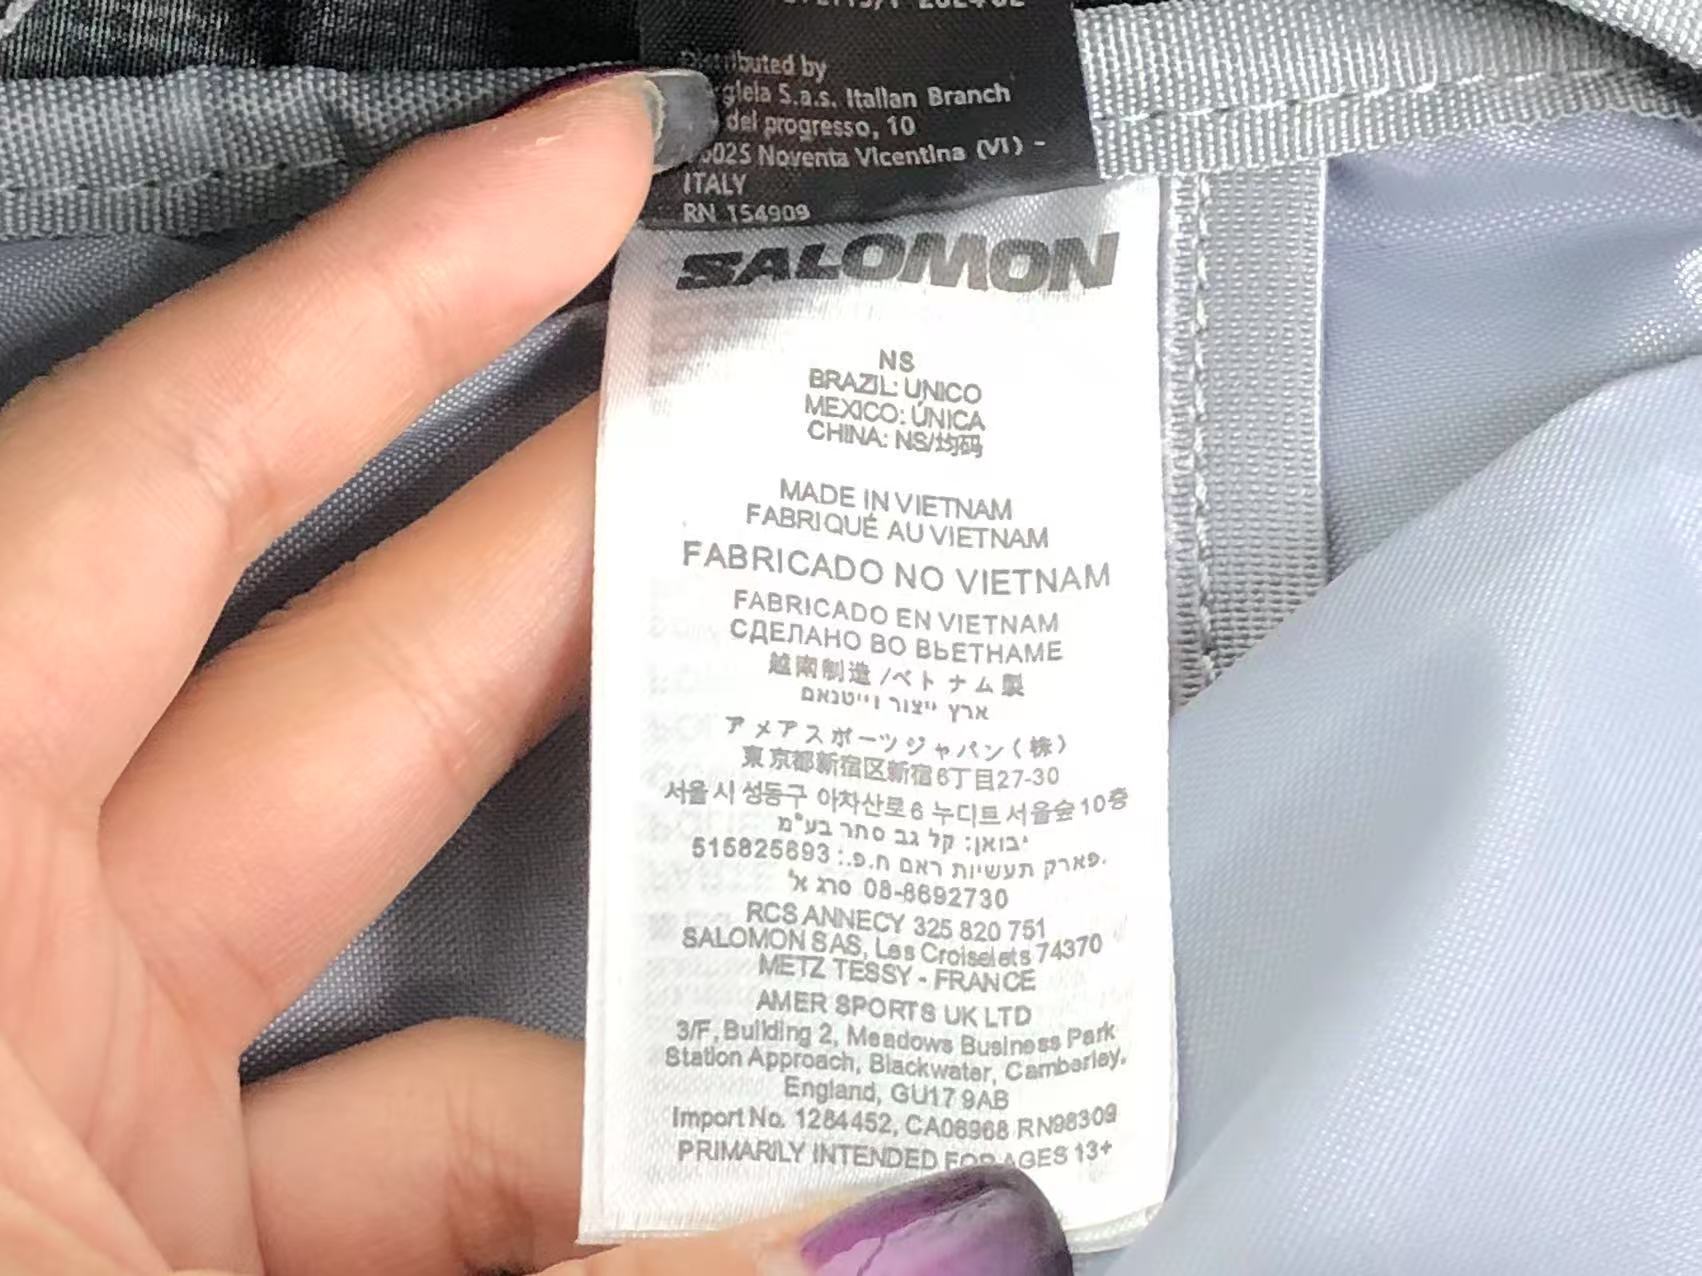 buted by
giela S.a.s. Italian Branch
del progresso, 10
025 Noventa Vicentina (VI) -
ITALY
RN 154909
SALOMON
NS
BRAZIL: UNICO
MEXICO: ÚNICA
CHINA: NS/均码
MADE IN VIETNAM
FABRIQUÉ AU VIETNAM
FABRICADO NO VIETNAM
FABRICADO EN VIETNAM
СДЕЛАНО ВО ВЬЕТНАМЕ
越南制造 /ベトナム製
ארץ ייצור וייטנאם
アメアスポーツジャパン(株)
東京都新宿区新宿6丁目27-30
서울시 성동구 아차산로6 누디트 서울숲 10층
יבואן: קל גב סחר בע"מ
פארק תעשיות ראם ח.פ.: 515825693.
08-8692730
RCS ANNECY 325 820 751
SALOMON SAS, Les Croiselets 74370
METZ TESSY - FRANCE
AMER SPORTS UK LTD
3/F, Building 2, Meadows Business Park
Station Approach, Blackwater, Camberley.
England, GU17 9AB
Import No. 1284452, CA06968 RN98309
PRIMARILY INTENDED FOR AGES 13+